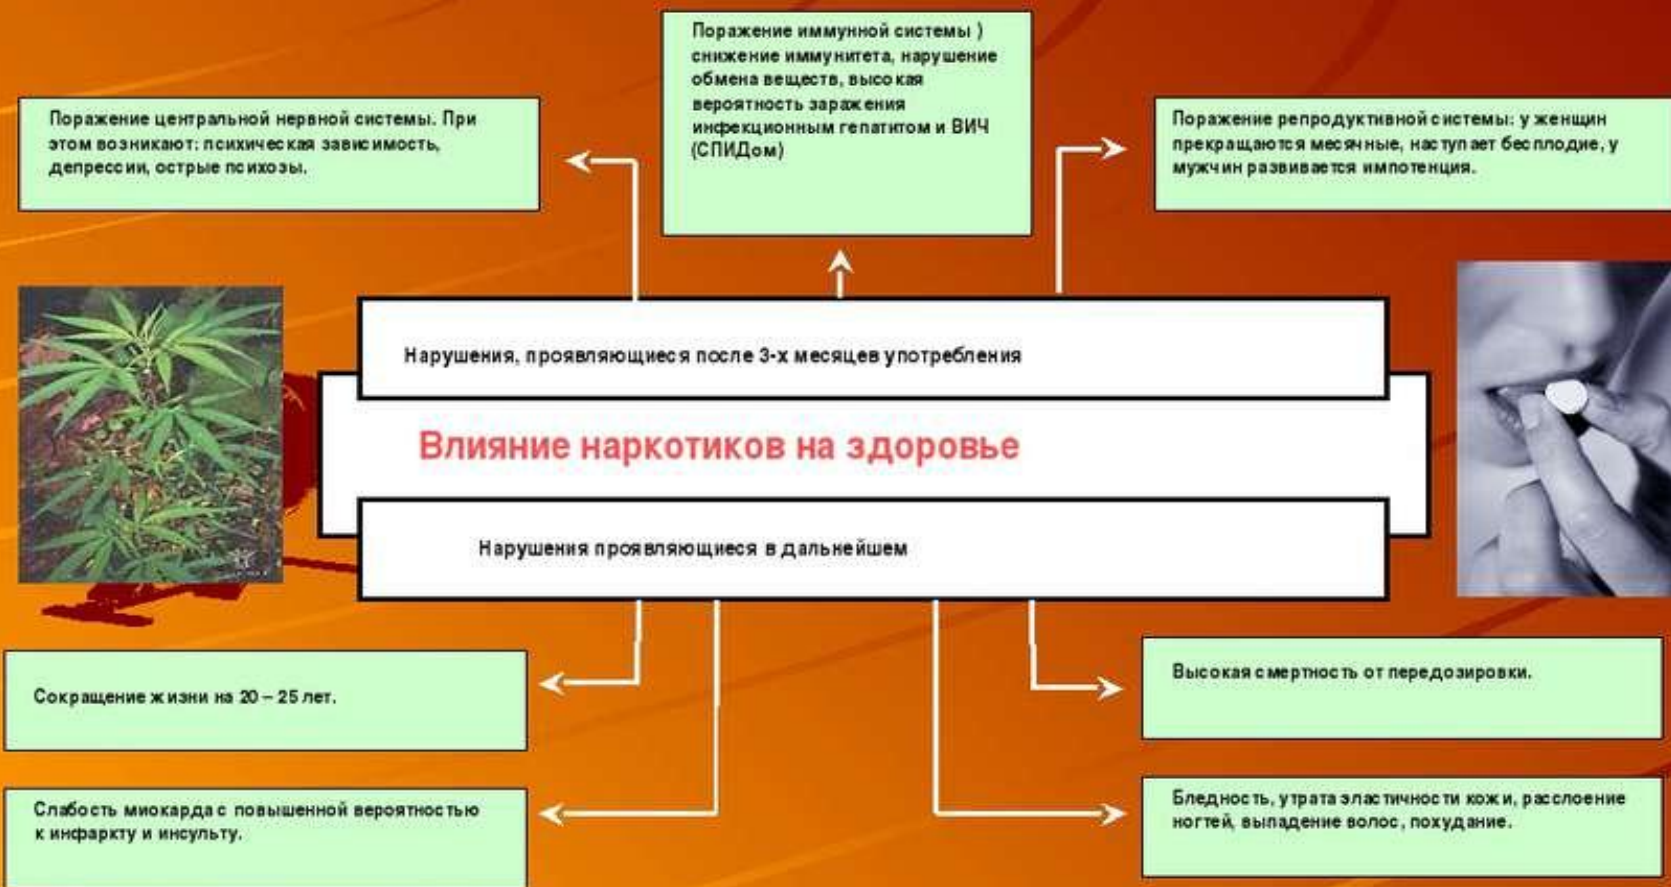 Поражение иммунной системы )
снижение иммунитета, нарушение
обмена веществ, высокая
вероятность заражения
инфекционным гепатитом и ВИЧ
(СПИДом)
Поражение центральной нервной системы. При
этом возникают: психическая зависимость,
депрессии, острые психозы.
Поражение репродуктивной системы: у женщин
прекращаются месячные, наступает бесплодие, у
мужчин развивается импотенция.
Нарушения, проявляющиеся после 3-х месяцев употребления
Влияние наркотиков на здоровье
Нарушения проявляющиеся в дальнейшем
Сокращение жизни на 20 – 25 лет.
Высокая смертность от передозировки.
Слабость миокарда с повышенной вероятностью
к инфаркту и инсульту.
Бледность, утрата эластичности кожи, расслоение
ногтей, выпадение волос, похудание.